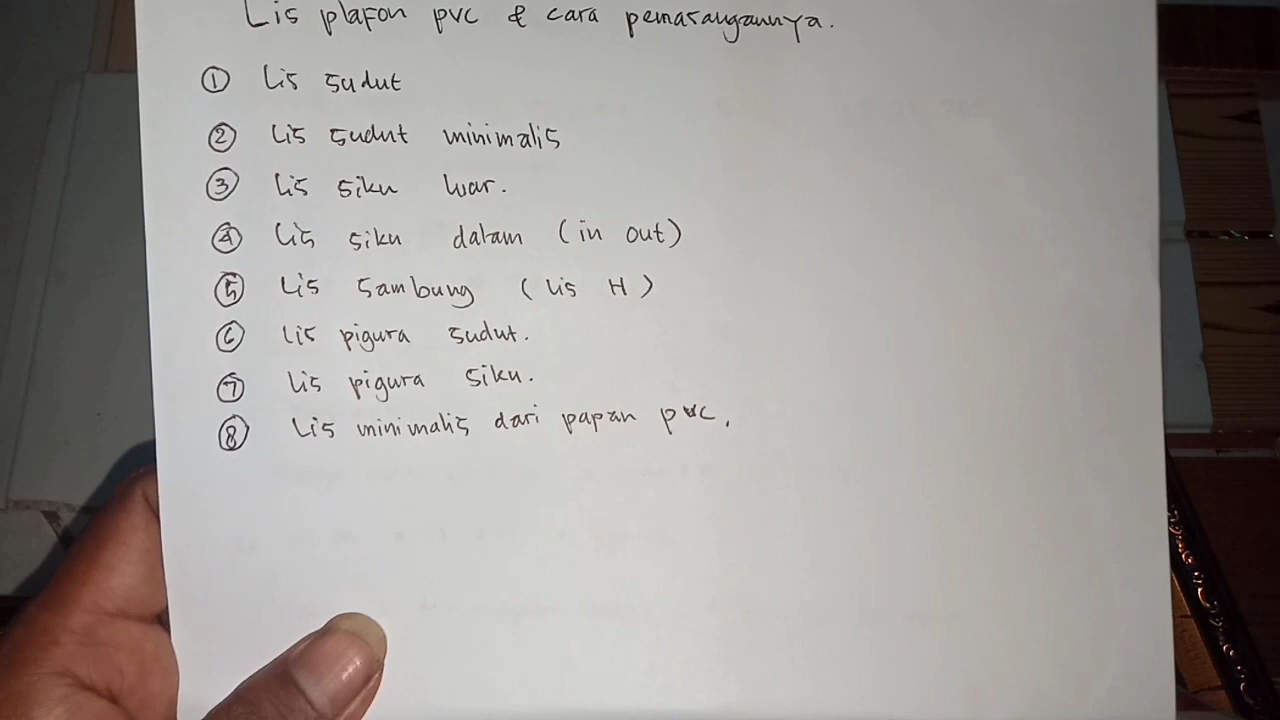 Lis plafon pvc & cara pemasangannya.
① Lis sudut
② Lis sudut minimalis
③ Lis siku luar.
④ Lis siku dalam (in out)
⑤ Lis sambung (Lis H)
⑥ Lis pigura sudut.
⑦ Lis pigura siku.
⑧ Lis minimalis dari papan pvc.